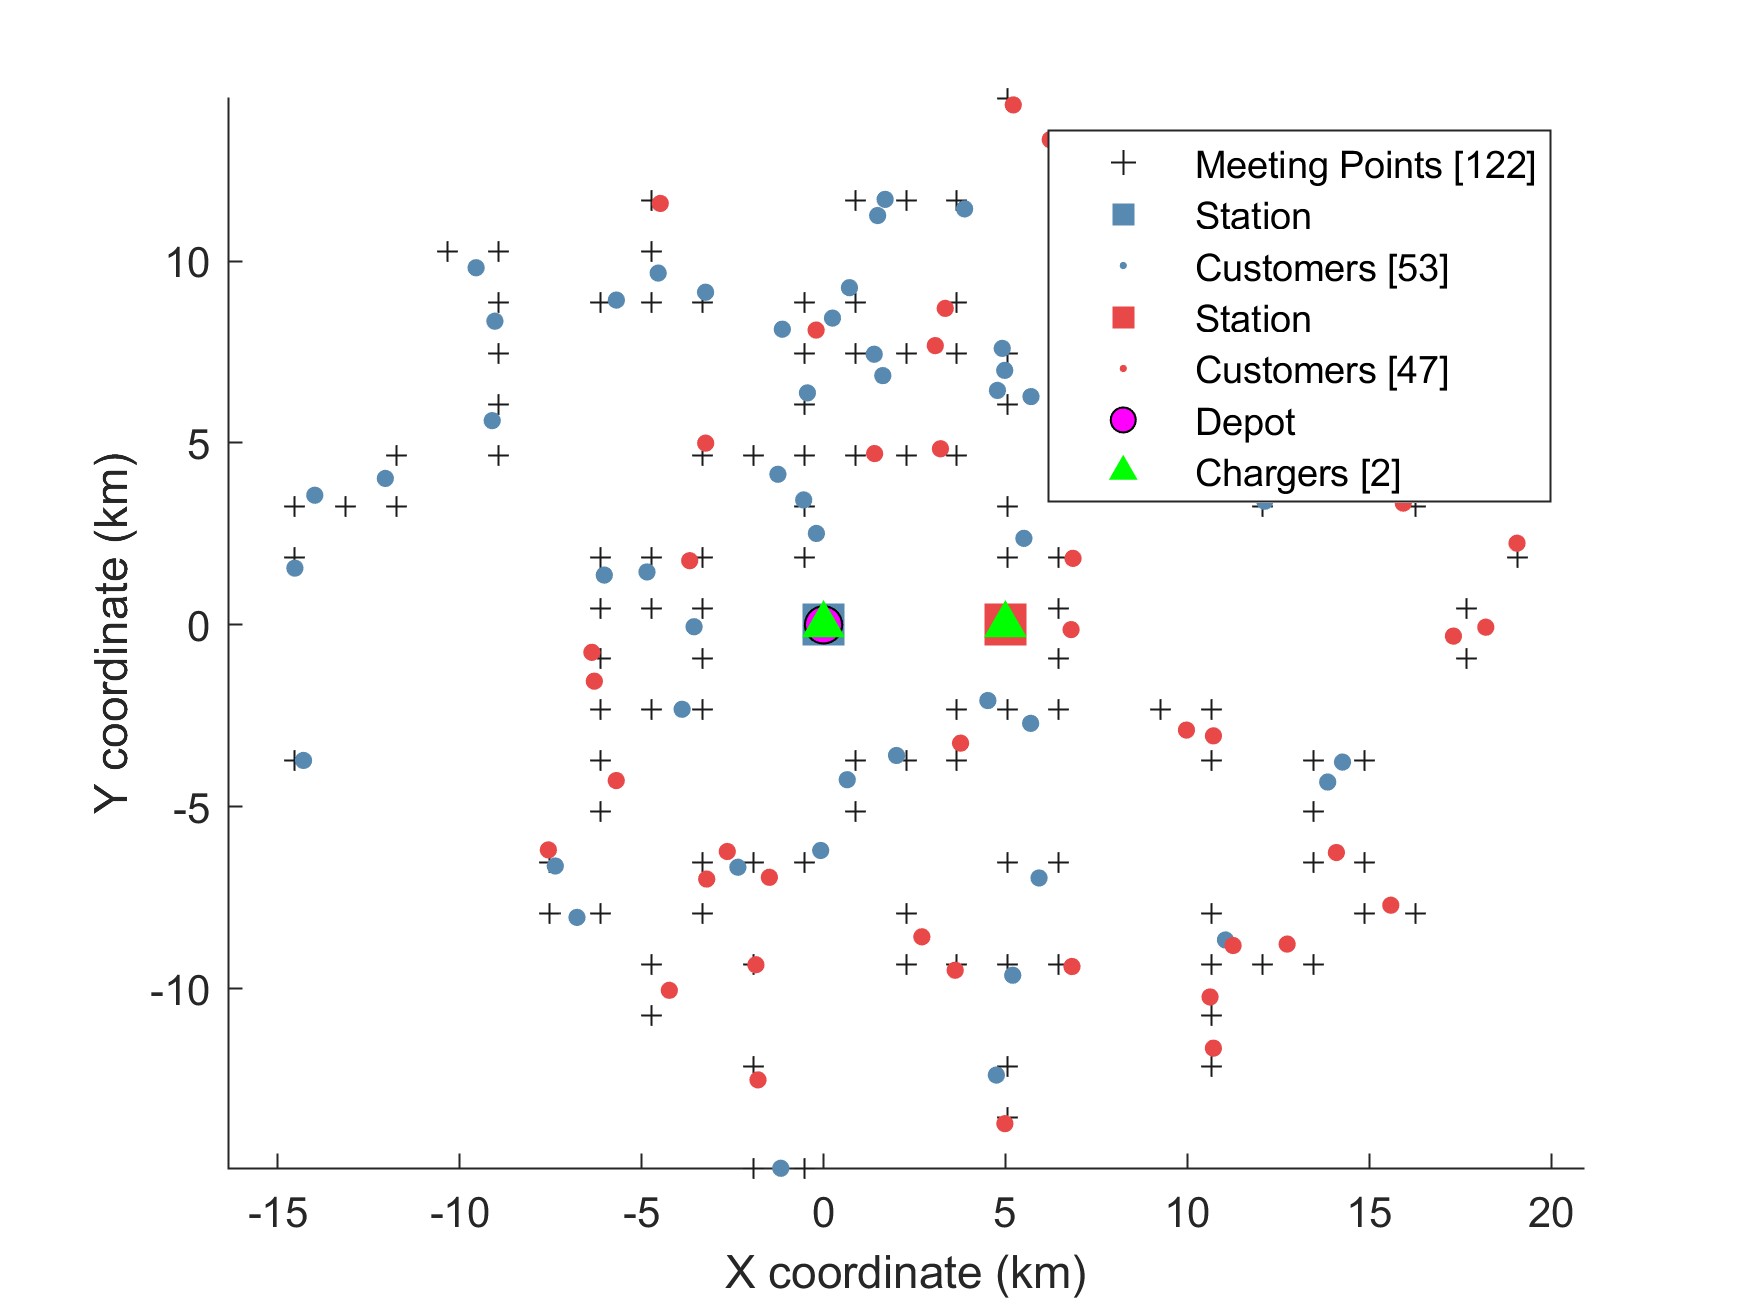 Meeting Points [122]
Station
Customers [53]
Station
Customers [47]
Depot
Chargers [2]
10
5
0
-5
-10
Y coordinate (km)
-15 -10 -5 0 5 10 15 20
X coordinate (km)